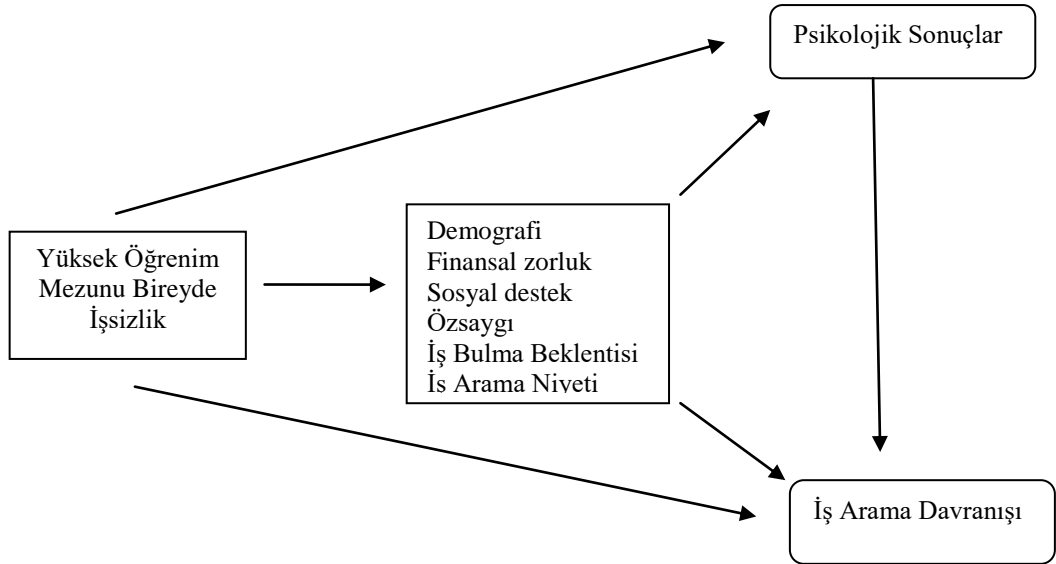 Psikolojik Sonuçlar
Yüksek Öğrenim
Mezunu Bireyde
İşsizlik
Demografi
Finansal zorluk
Sosyal destek
Özsaygı
İş Bulma Beklentisi
İş Arama Niyeti
İş Arama Davranışı